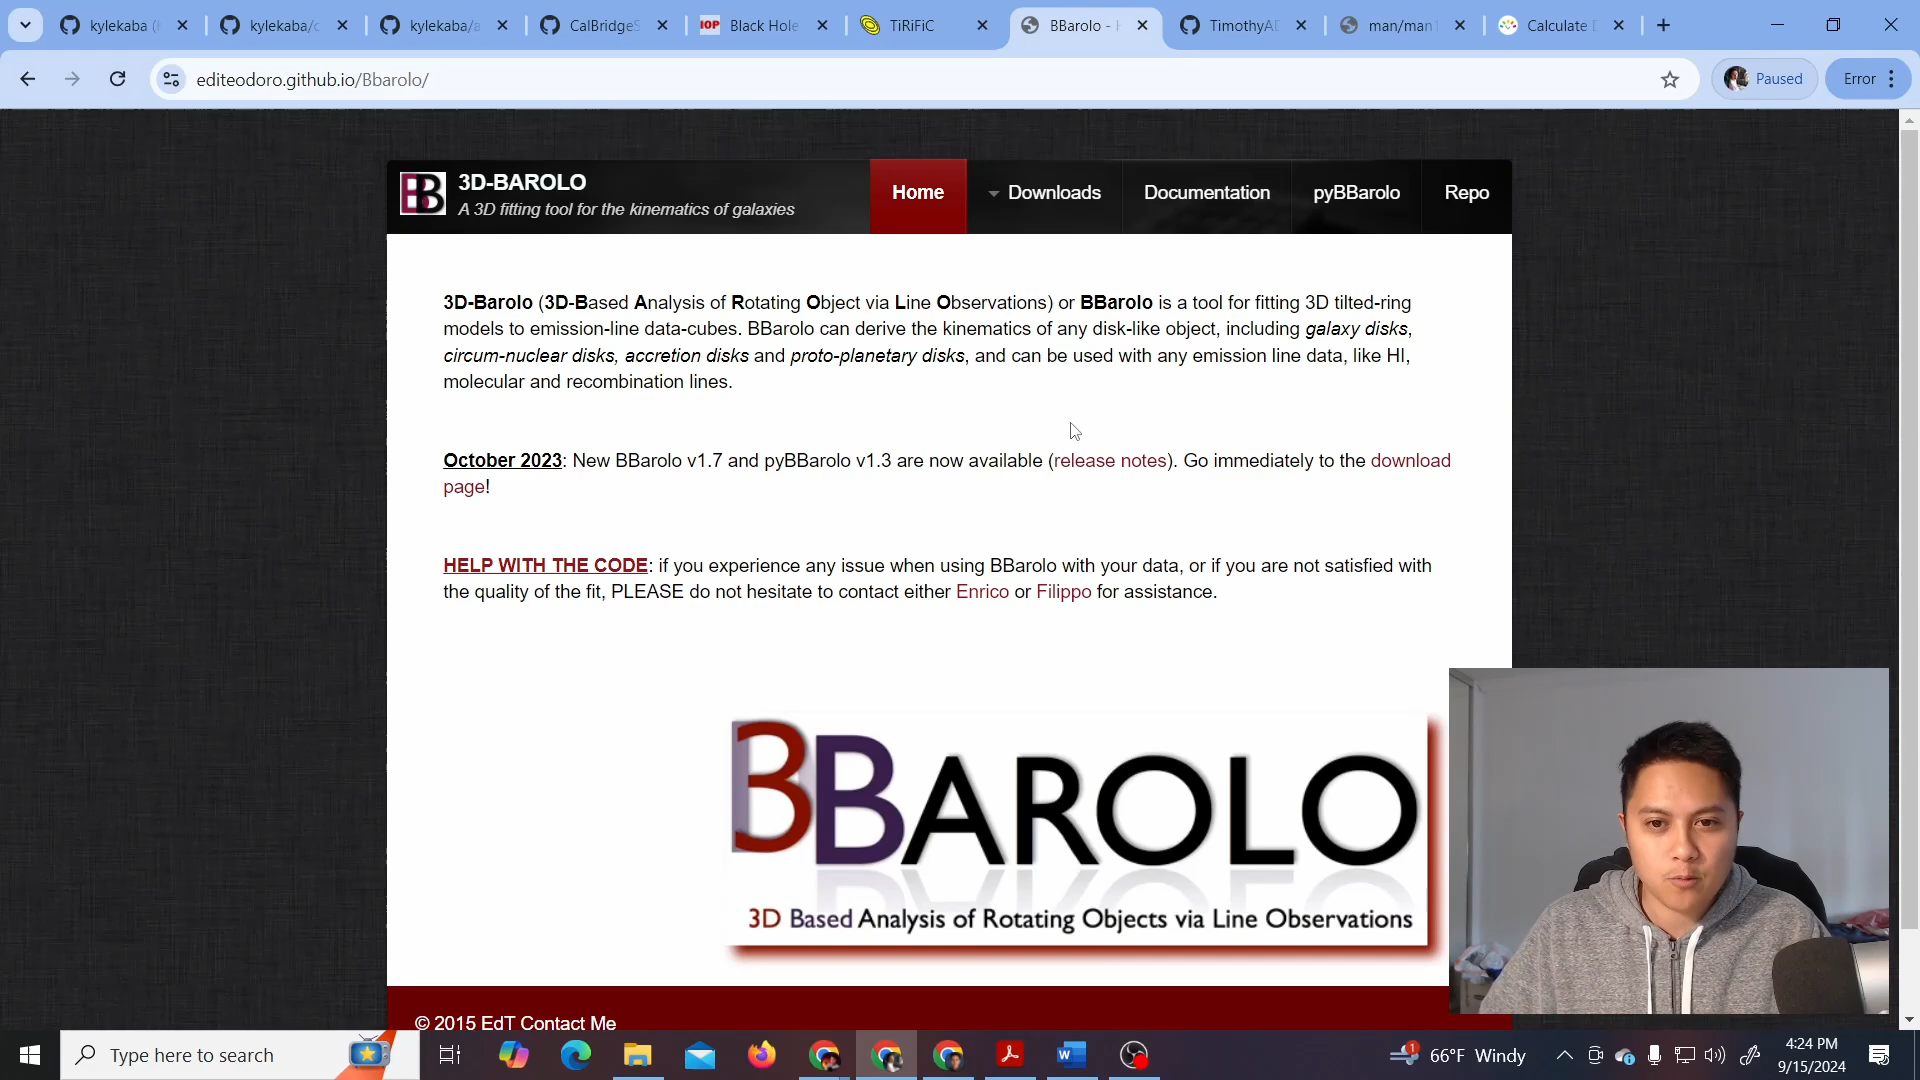 kylekaba (
kylekaba/c
kylekaba/a
CalBridgeS
IOP Black Hole
TiRiFiC
BBarolo - H
TimothyAD
man/man1
Calculate D
editeodoro.github.io/Bbarolo/
Paused
Error
BB
3D-BAROLO
A 3D fitting tool for the kinematics of galaxies
Home
Downloads
Documentation
pyBBarolo
Repo
3D-Barolo (3D-Based Analysis of Rotating Object via Line Observations) or BBarolo is a tool for fitting 3D tilted-ring
models to emission-line data-cubes. BBarolo can derive the kinematics of any disk-like object, including galaxy disks,
circum-nuclear disks, accretion disks and proto-planetary disks, and can be used with any emission line data, like HI,
molecular and recombination lines.
October 2023: New BBarolo v1.7 and pyBBarolo v1.3 are now available (release notes). Go immediately to the download
page!
HELP WITH THE CODE: if you experience any issue when using BBarolo with your data, or if you are not satisfied with
the quality of the fit, PLEASE do not hesitate to contact either Enrico or Filippo for assistance.
3BAROLO
3D Based Analysis of Rotating Objects via Line Observations
© 2015 EdT Contact Me
Type here to search
1
66°F Windy
4:24 PM
9/15/2024